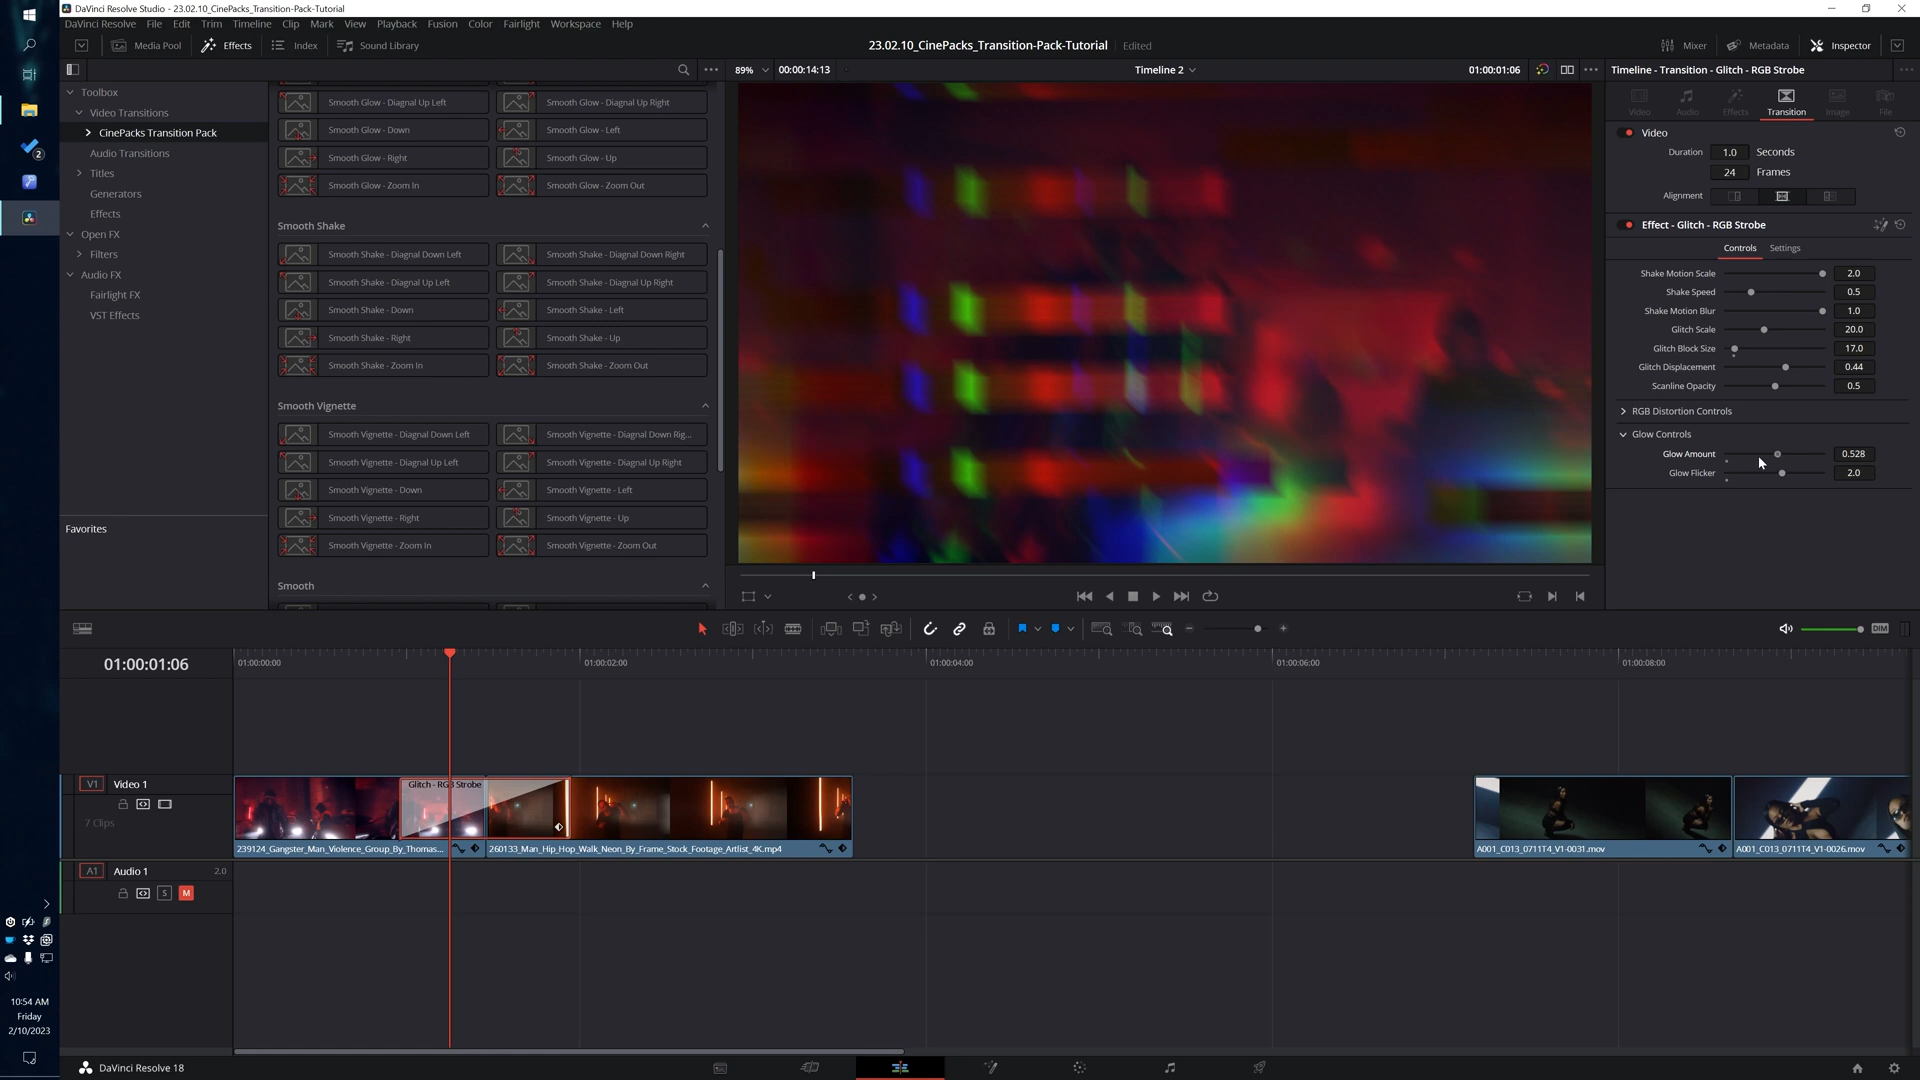 DaVinci Resolve Studio - 23.02.10_CinePacks_Transition-Pack-Tutorial
DaVinci Resolve File Edit Trim Timeline Clip Mark View Playback Fusion Color Fairlight Workspace Help
Media Pool Effects Index Sound Library
23.02.10_CinePacks_Transition-Pack-Tutorial Edited
Mixer Metadata Inspector
89% 00:00:14:13 Timeline 2 01:00:01:06
Timeline - Transition - Glitch - RGB Strobe
Toolbox
Video Transitions
CinePacks Transition Pack
Audio Transitions
Titles
Generators
Effects
Open FX
Filters
Audio FX
Fairlight FX
VST Effects
Favorites
Smooth Glow - Diagnal Up Left Smooth Glow - Diagnal Up Right
Smooth Glow - Down Smooth Glow - Left
Smooth Glow - Right Smooth Glow - Up
Smooth Glow - Zoom In Smooth Glow - Zoom Out
Smooth Shake
Smooth Shake - Diagnal Down Left Smooth Shake - Diagnal Down Right
Smooth Shake - Diagnal Up Left Smooth Shake - Diagnal Up Right
Smooth Shake - Down Smooth Shake - Left
Smooth Shake - Right Smooth Shake - Up
Smooth Shake - Zoom In Smooth Shake - Zoom Out
Smooth Vignette
Smooth Vignette - Diagnal Down Left Smooth Vignette - Diagnal Down Rig...
Smooth Vignette - Diagnal Up Left Smooth Vignette - Diagnal Up Right
Smooth Vignette - Down Smooth Vignette - Left
Smooth Vignette - Right Smooth Vignette - Up
Smooth Vignette - Zoom In Smooth Vignette - Zoom Out
Smooth
Video Audio Effects Transition Image File
Video
Duration 1.0 Seconds
24 Frames
Alignment
Effect - Glitch - RGB Strobe
Controls Settings
Shake Motion Scale 2.0
Shake Speed 0.5
Shake Motion Blur 1.0
Glitch Scale 20.0
Glitch Block Size 17.0
Glitch Displacement 0.44
Scanline Opacity 0.5
RGB Distortion Controls
Glow Controls
Glow Amount 0.528
Glow Flicker 2.0
DIM
01:00:01:06
01:00:00:00 01:00:02:00 01:00:04:00 01:00:06:00 01:00:08:00
V1 Video 1
7 Clips
Glitch - RGB Strobe
239124_Gangster_Man_Violence_Group_By_Thomas... 260133_Man_Hip_Hop_Walk_Neon_By_Frame_Stock_Footage_Artlist_4K.mp4 A001_C013_0711T4_V1-0031.mov A001_C013_0711T4_V1-0026.mov
A1 Audio 1 2.0
S M
2
10:54 AM
Friday
2/10/2023
DaVinci Resolve 18